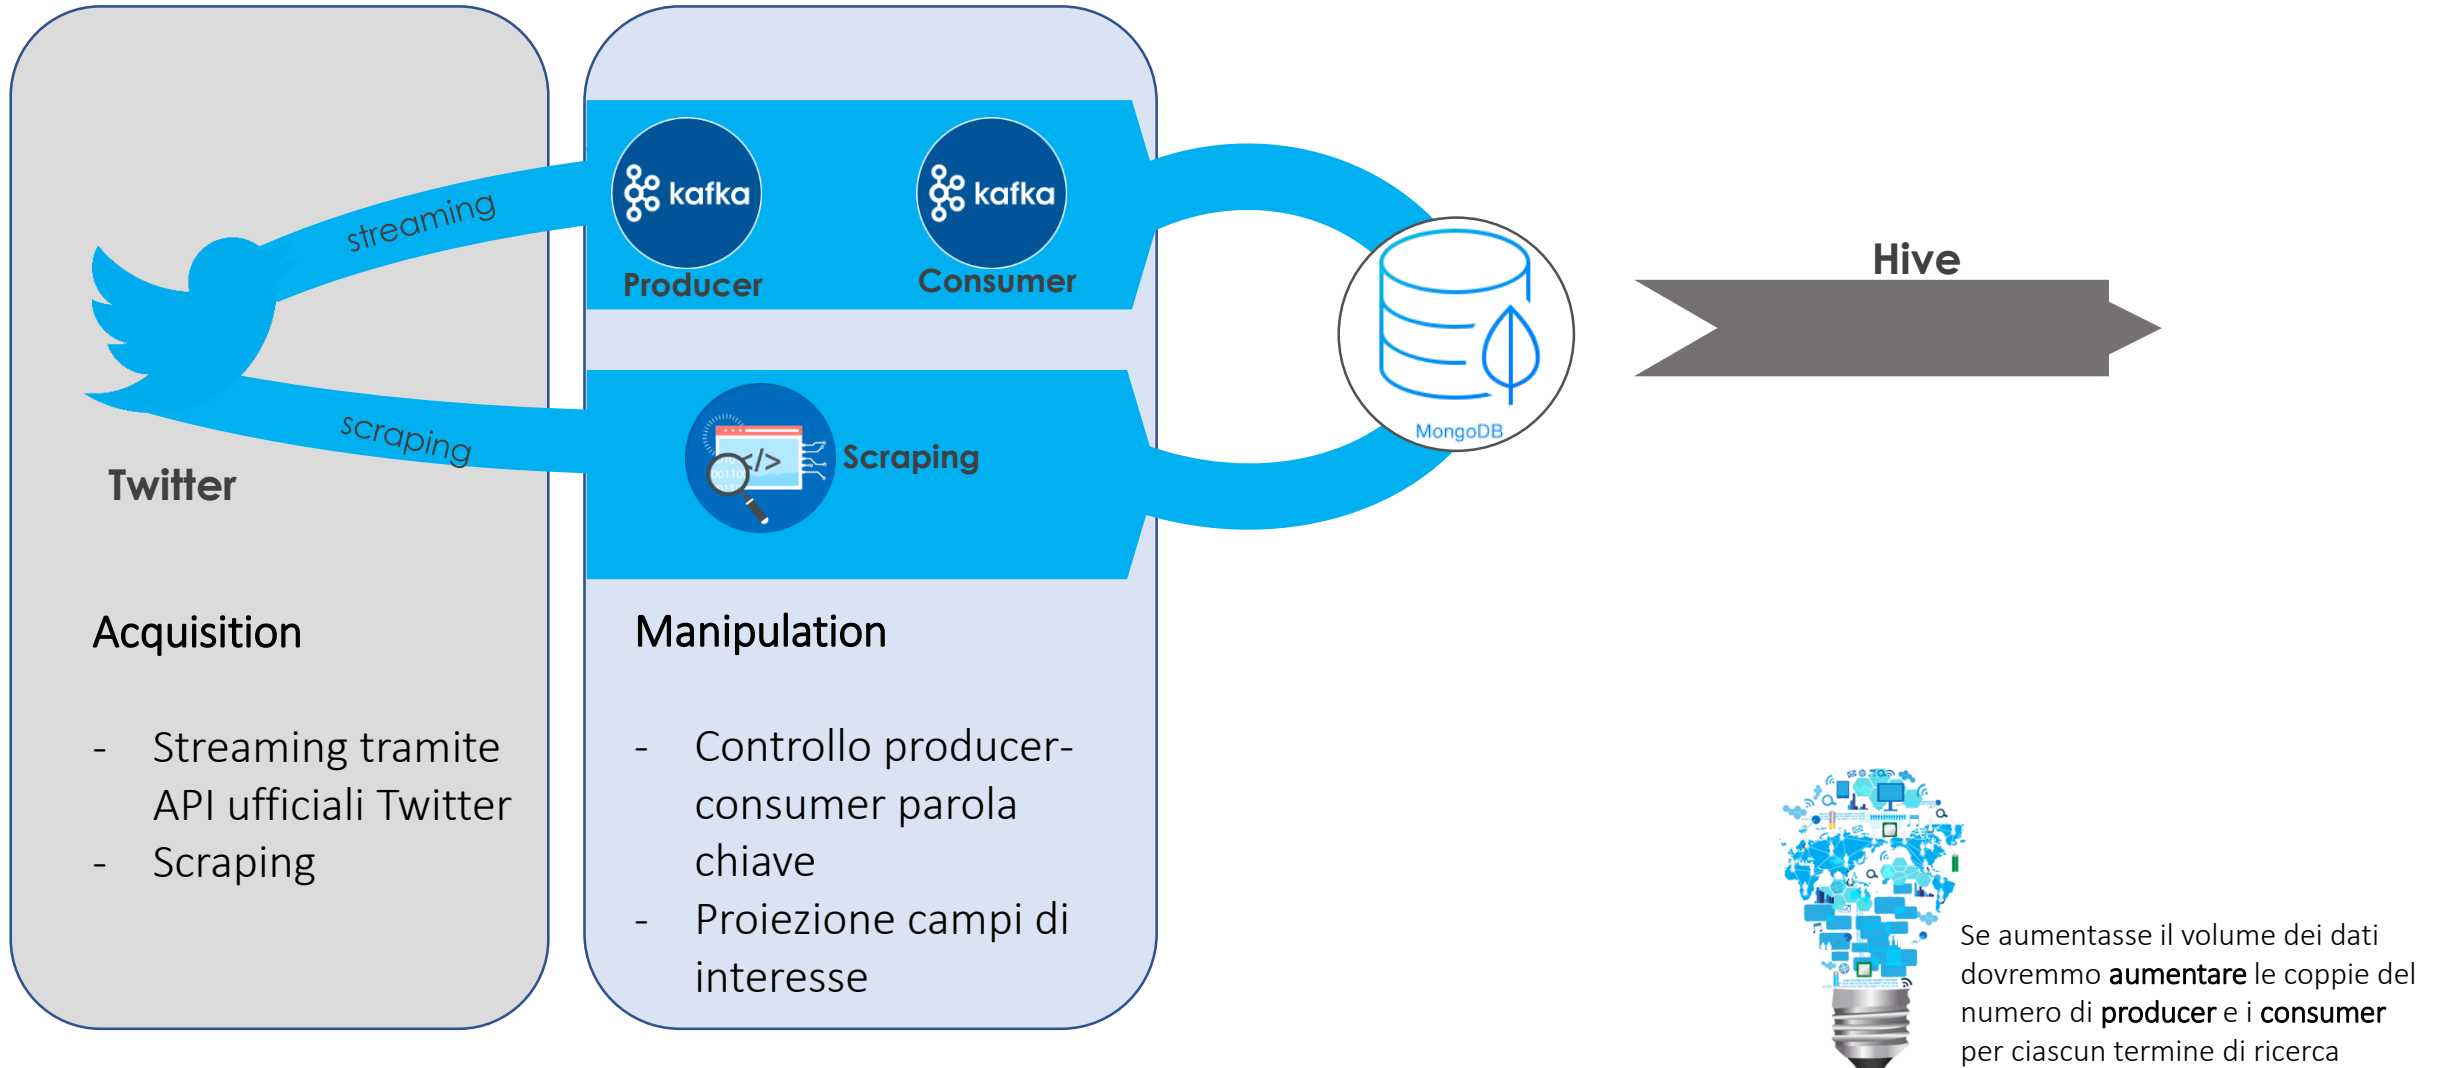 streaming
scraping
Twitter
kafka
Producer
kafka
Consumer
Scraping
MongoDB
Hive
Acquisition
- Streaming tramite
API ufficiali Twitter
- Scraping
Manipulation
- Controllo producer-
consumer parola
chiave
- Proiezione campi di
interesse
Se aumentasse il volume dei dati
dovremmo aumentare le coppie del
numero di producer e i consumer
per ciascun termine di ricerca